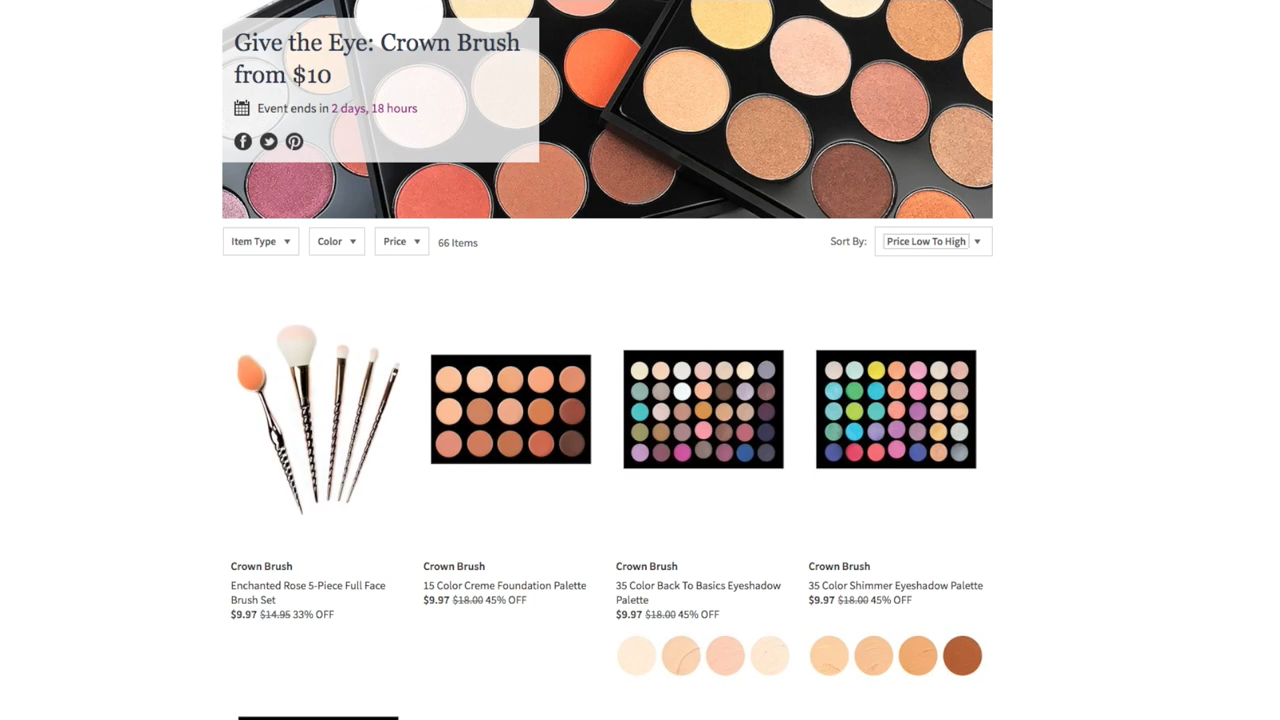 Give the Eye: Crown Brush
from $10
Event ends in 2 days, 18 hours
Item Type
Color
Price
66 Items
Sort By:
Price Low To High
Crown Brush
Enchanted Rose 5-Piece Full Face
Brush Set
$9.97 $14.95 33% OFF
Crown Brush
15 Color Creme Foundation Palette
$9.97 $18.00 45% OFF
Crown Brush
35 Color Back To Basics Eyeshadow
Palette
$9.97 $18.00 45% OFF
Crown Brush
35 Color Shimmer Eyeshadow Palette
$9.97 $18.00 45% OFF